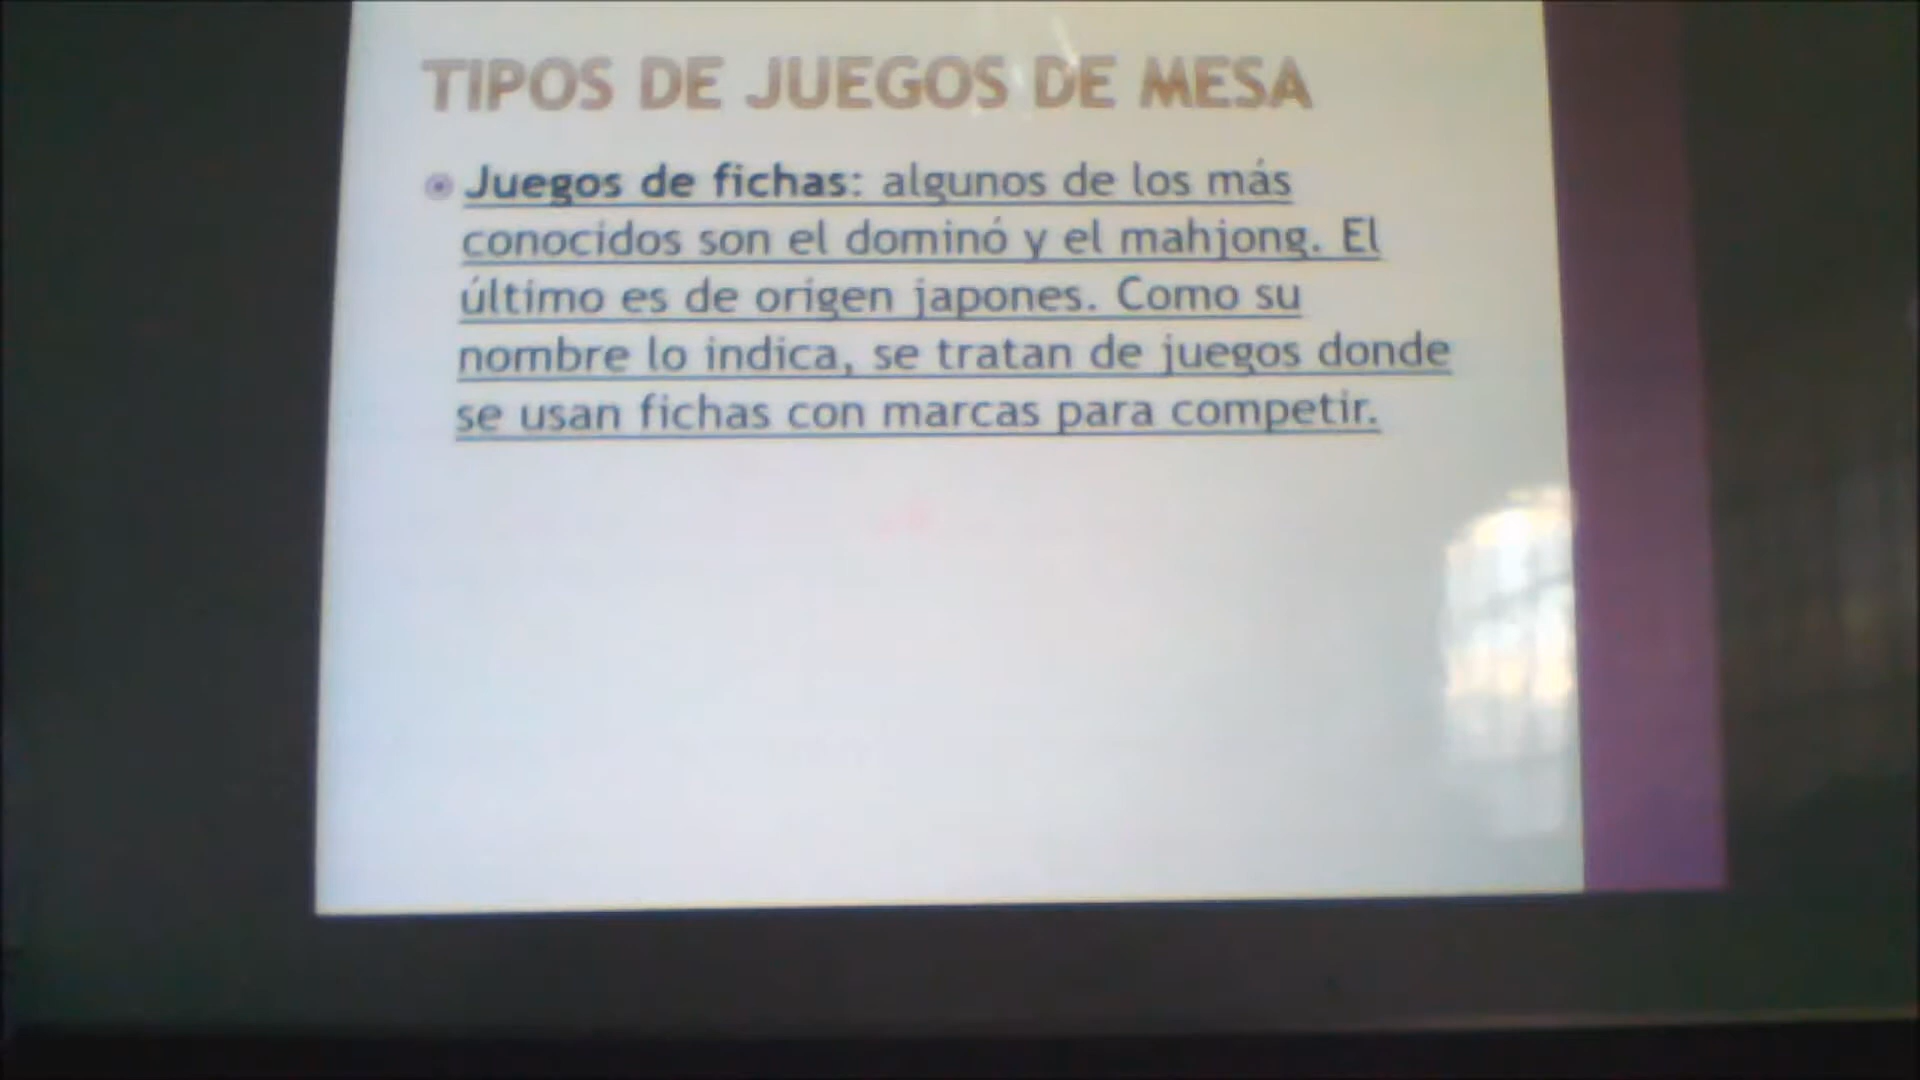 TIPOS DE JUEGOS DE MESA
Juegos de fichas: algunos de los más
conocidos son el dominó y el mahjong. El
último es de origen japones. Como su
nombre lo indica, se tratan de juegos donde
se usan fichas con marcas para competir.